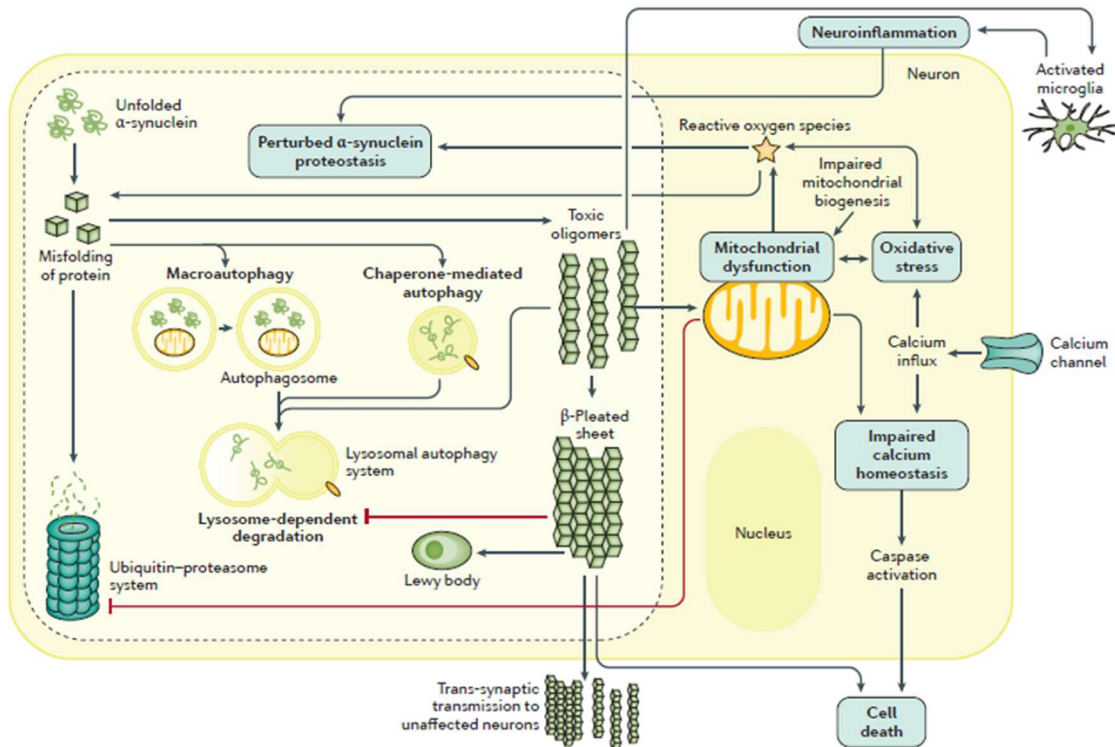 Neuroinflammation
Neuron
Activated
microglia
Unfolded
α-synuclein
Perturbed α-synuclein
proteostasis
Reactive oxygen species
Impaired
mitochondrial
biogenesis
Misfolding
of protein
Toxic
oligomers
Macroautophagy
Chaperone-mediated
autophagy
Mitochondrial
dysfunction
Oxidative
stress
Autophagosome
Calcium
influx
Calcium
channel
β-Pleated
sheet
Lysosomal autophagy
system
Impaired
calcium
homeostasis
Lysosome-dependent
degradation
Nucleus
Lewy body
Ubiquitin–proteasome
system
Caspase
activation
Trans-synaptic
transmission to
unaffected neurons
Cell
death